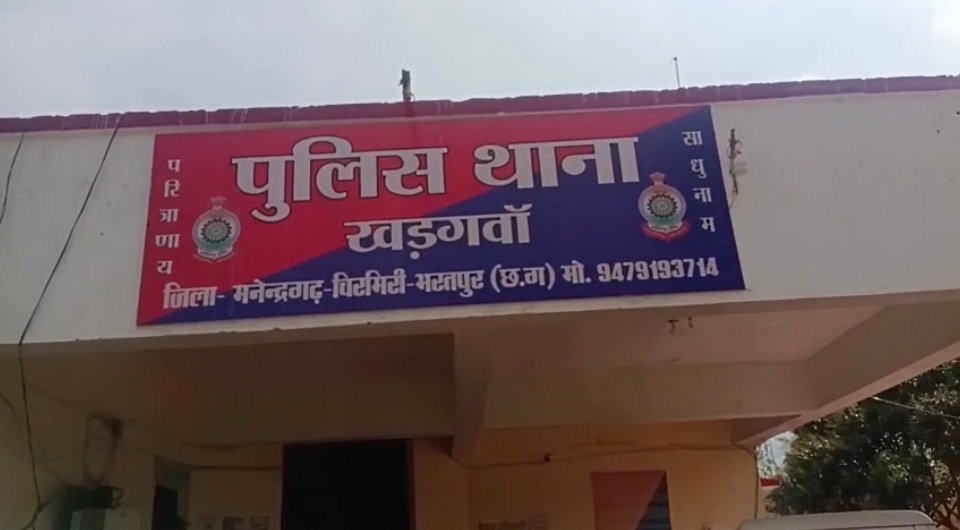 परित्राणाय
पुलिस थाना
साधुनाम
खड़गवॉ
जिला- मनेन्द्रगढ़-चिरमिरी-भरतपुर (छ.ग) मो. 9479193714